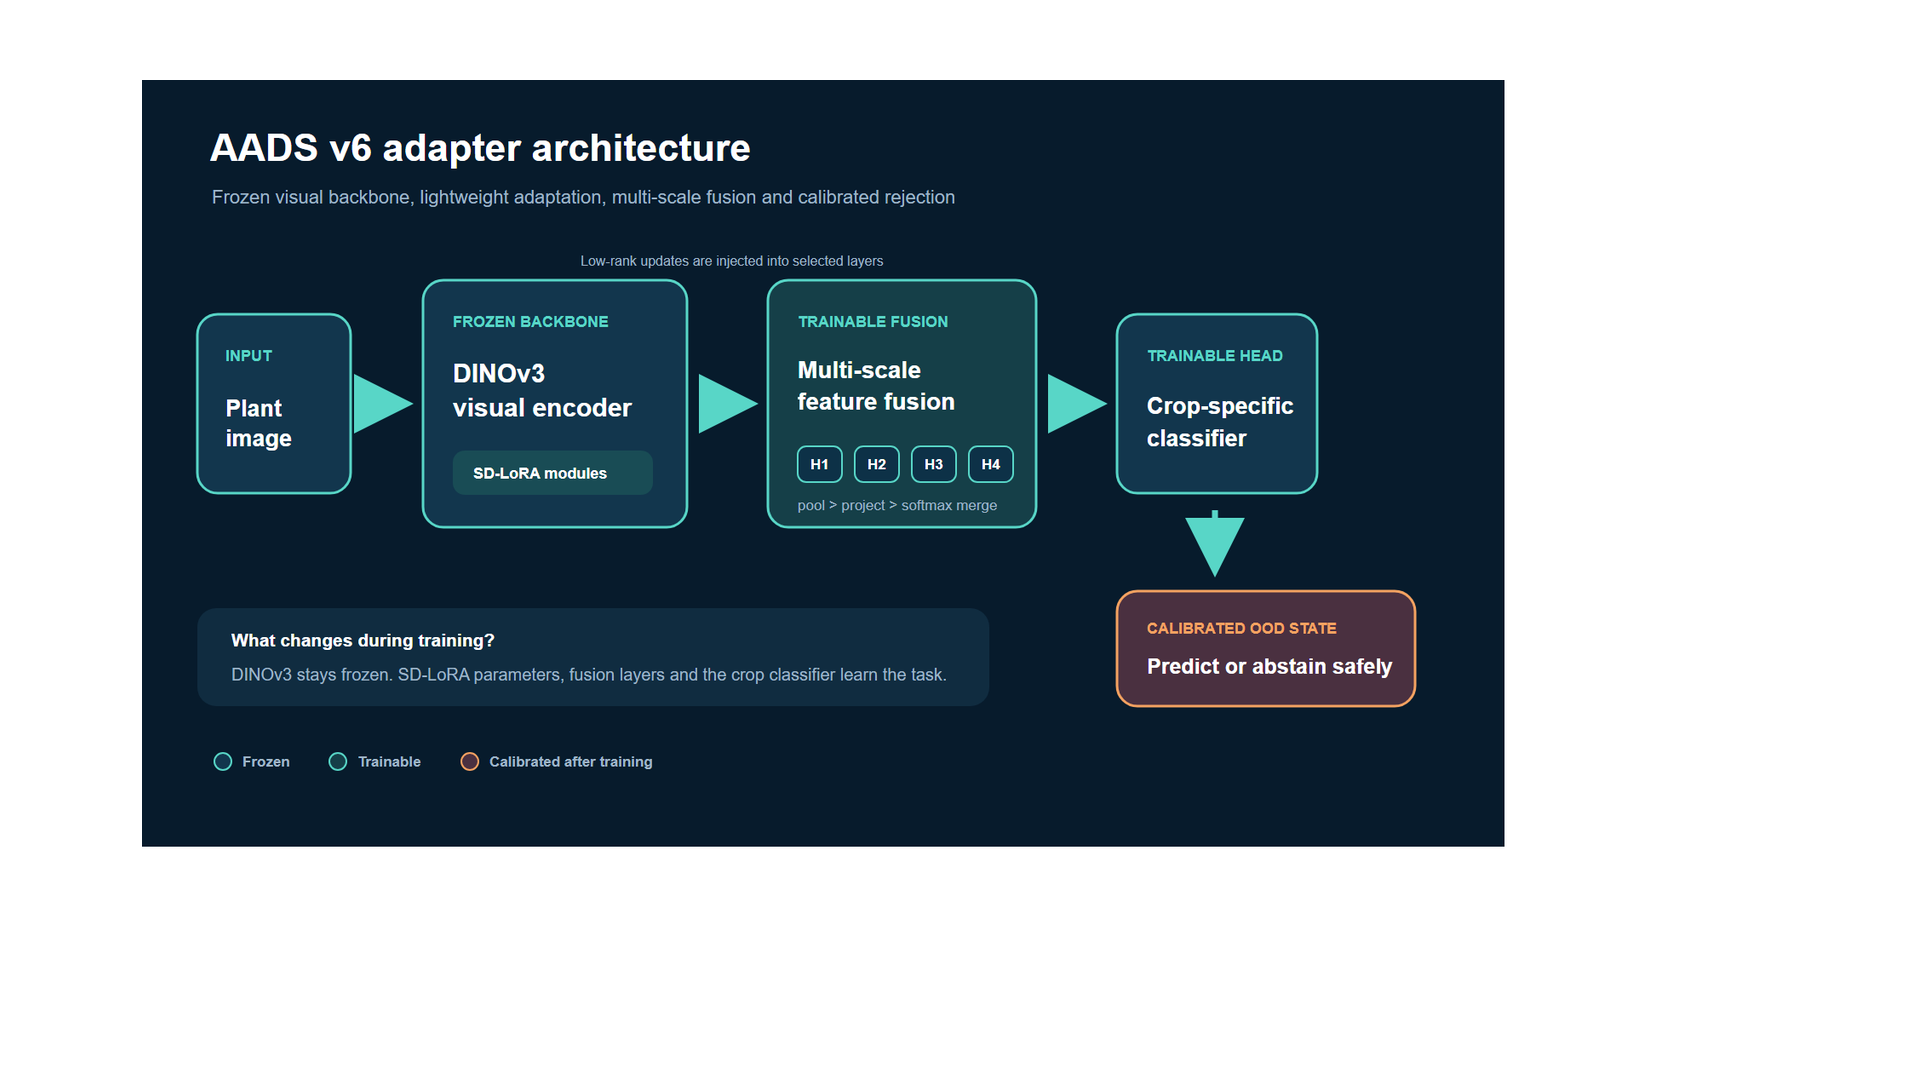 AADS v6 adapter architecture
Frozen visual backbone, lightweight adaptation, multi-scale fusion and calibrated rejection
Low-rank updates are injected into selected layers
INPUT
Plant
image
FROZEN BACKBONE
DINOv3
visual encoder
SD-LoRA modules
TRAINABLE FUSION
Multi-scale
feature fusion
H1 H2 H3 H4
pool > project > softmax merge
TRAINABLE HEAD
Crop-specific
classifier
CALIBRATED OOD STATE
Predict or abstain safely
What changes during training?
DINOv3 stays frozen. SD-LoRA parameters, fusion layers and the crop classifier learn the task.
Frozen Trainable Calibrated after training